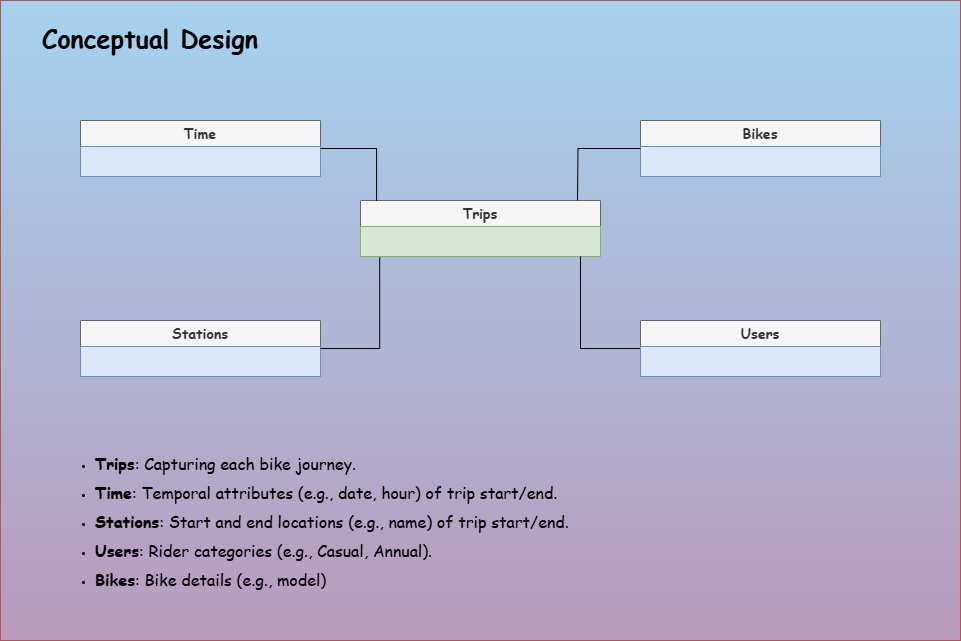 Conceptual Design
Time
Bikes
Trips
Stations
Users
• Trips: Capturing each bike journey.
• Time: Temporal attributes (e.g., date, hour) of trip start/end.
• Stations: Start and end locations (e.g., name) of trip start/end.
• Users: Rider categories (e.g., Casual, Annual).
• Bikes: Bike details (e.g., model)